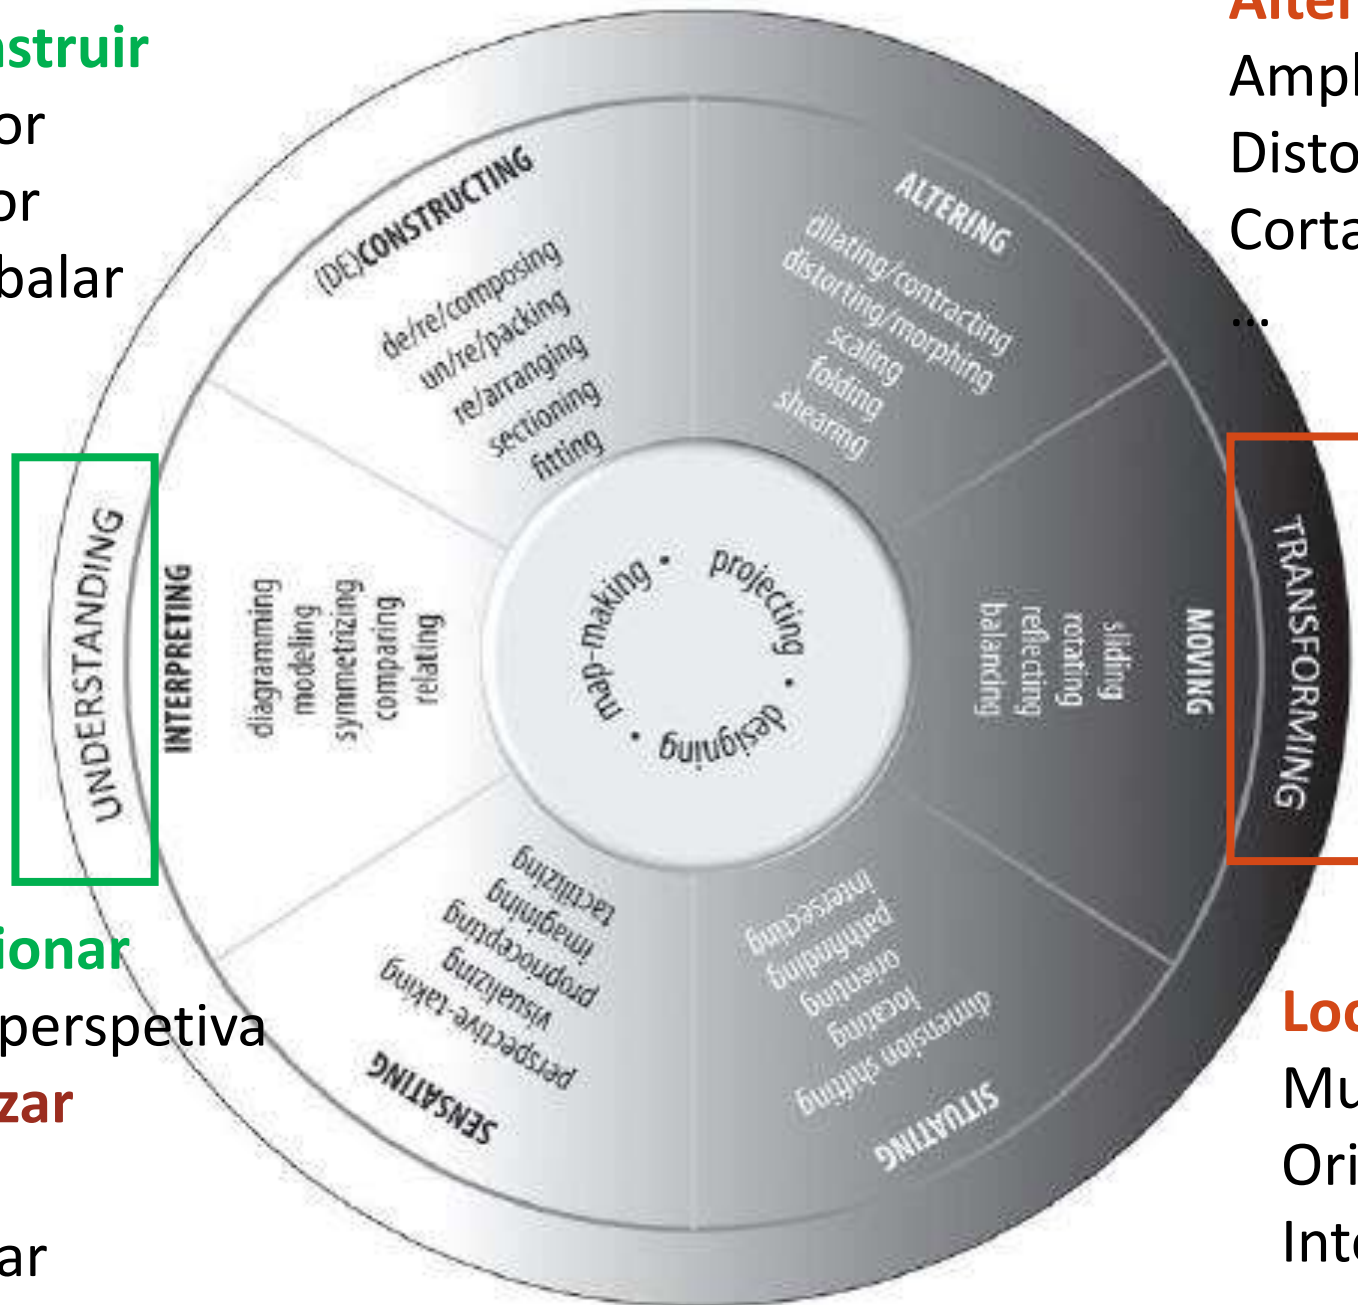 nstruir
or
or
balar
Alter
Ampl
Disto
Corta
...
(DE)CONSTRUCTING
de/re/composing
un/re/packing
re/arranging
sectioning
fitting
ALTERING
dilating/contracting
distorting/morphing
scaling
folding
shearing
UNDERSTANDING
INTERPRETING
diagramming
modeling
symmetrizing
comparing
relating
map-making • projecting • designing •
MOVING
sliding
rotating
reflecting
balancing
TRANSFORMING
SENSATING
perspective-taking
visualizing
propriocepting
imagining
tactilizing
SITUATING
dimension shifting
locating
orienting
pathfinding
intersecting
ionar
perspetiva
zar
ar
Loc
Mu
Ori
Inte